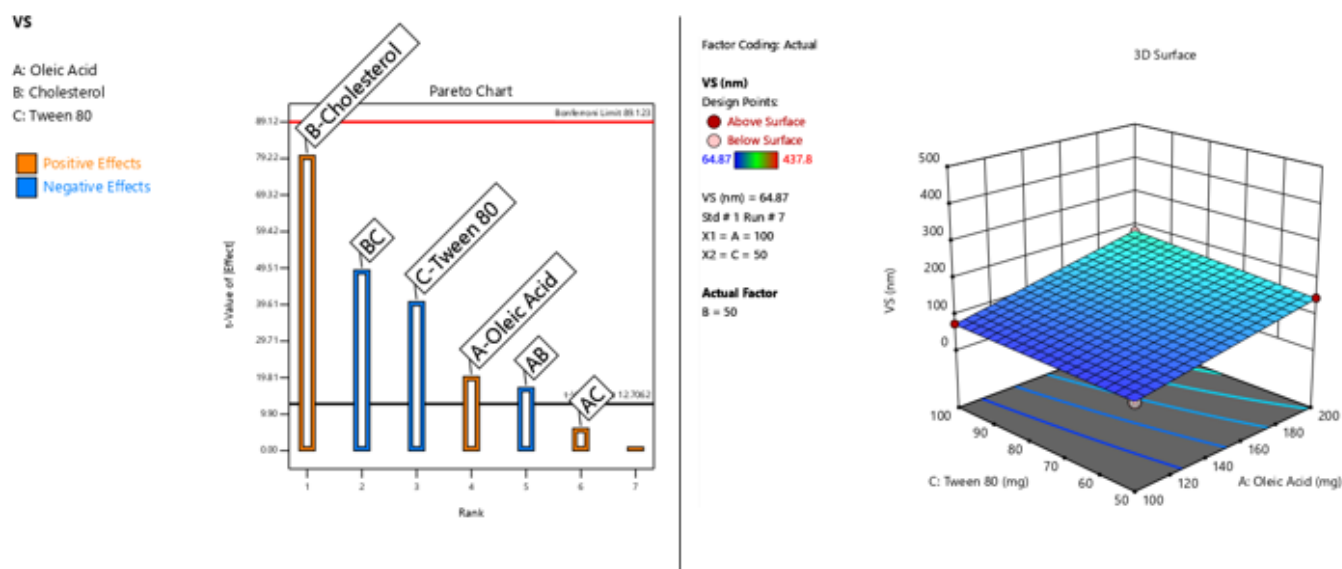 VS
A: Oleic Acid
B: Cholesterol
C: Tween 80
Positive Effects
Negative Effects
Pareto Chart
Bonferroni Limit 89.123
B-Cholesterol
BC
C-Tween 80
A-Oleic Acid
AB
AC
12.7062
t-Value of |Effect|
89.12
79.22
69.32
59.42
49.51
39.61
29.71
19.81
9.90
0.00
1 2 3 4 5 6 7
Rank
Factor Coding: Actual
VS (nm)
Design Points:
Above Surface
Below Surface
64.87 437.8
VS (nm) = 64.87
Std # 1 Run # 7
X1 = A = 100
X2 = C = 50
Actual Factor
B = 50
3D Surface
VS (nm)
500
400
300
200
100
0
100
90
80
70
60
50
C: Tween 80 (mg)
100
120
140
160
180
200
A: Oleic Acid (mg)